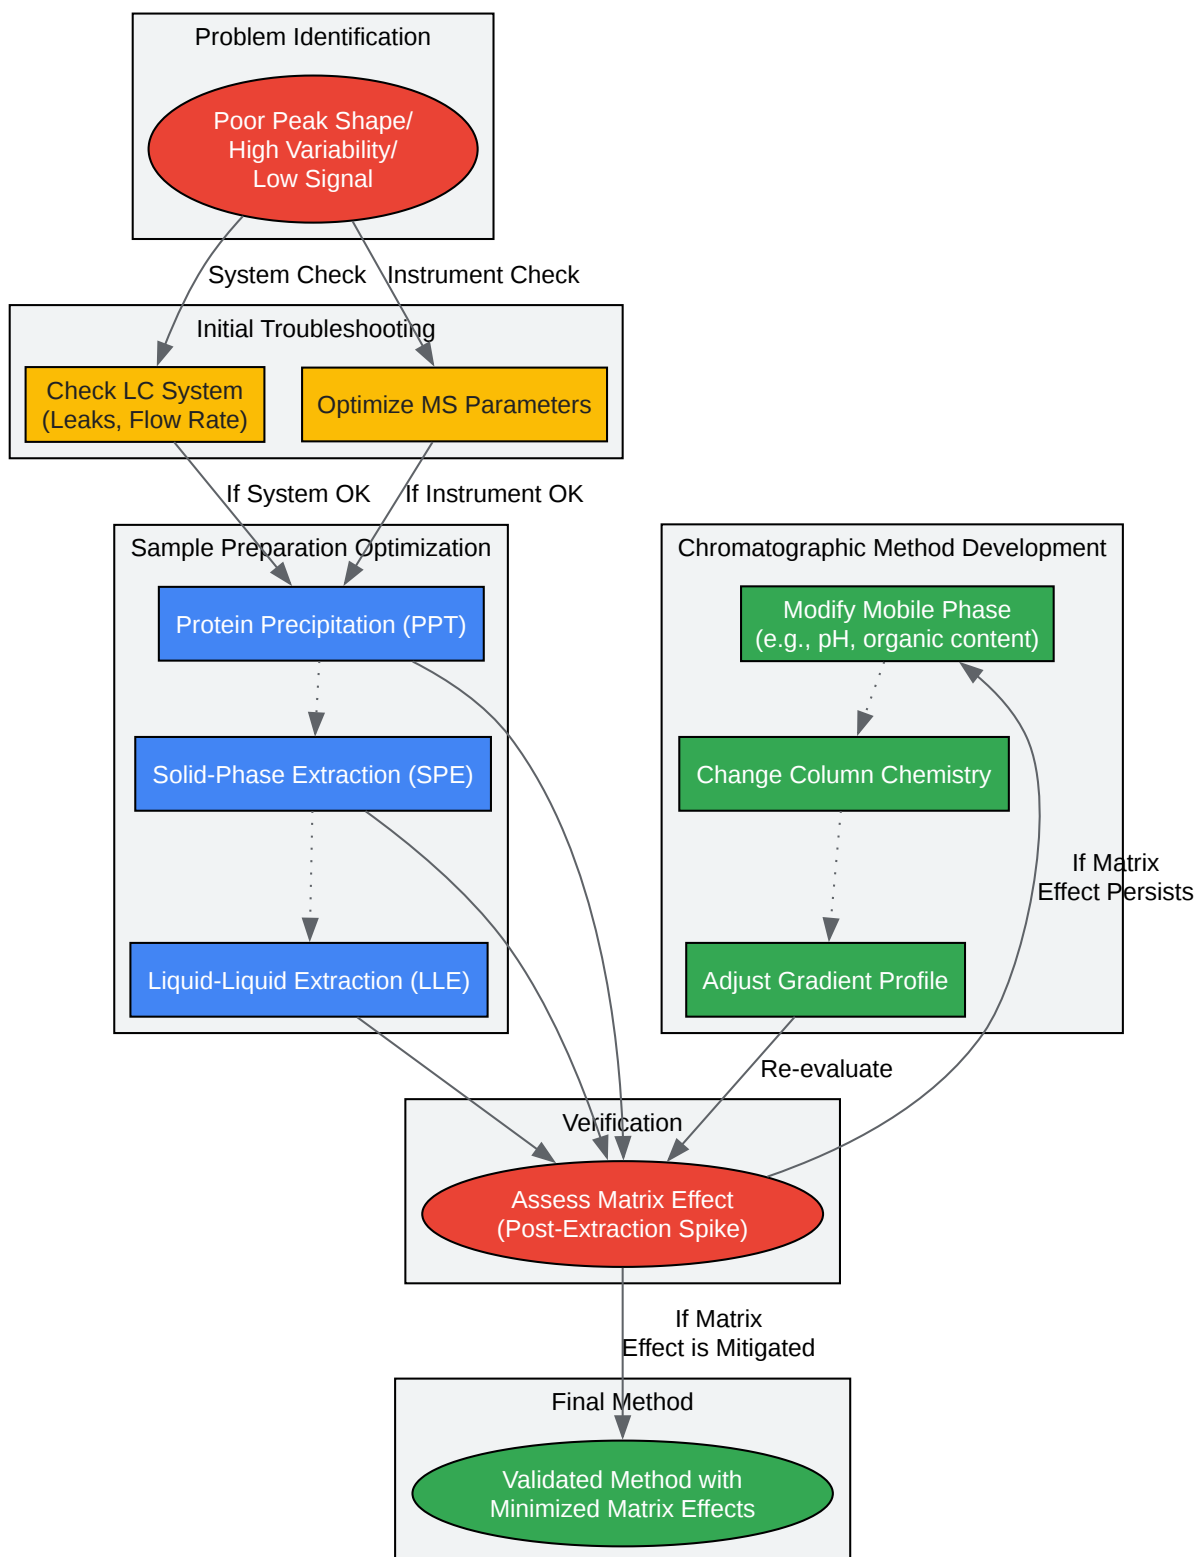 Problem Identification
Poor Peak Shape/
High Variability/
Low Signal
System Check
Instrument Check
Initial Troubleshooting
Check LC System
(Leaks, Flow Rate)
Optimize MS Parameters
If System OK
If Instrument OK
Sample Preparation Optimization
Protein Precipitation (PPT)
Solid-Phase Extraction (SPE)
Liquid-Liquid Extraction (LLE)
Chromatographic Method Development
Modify Mobile Phase
(e.g., pH, organic content)
Change Column Chemistry
If Matrix
Effect Persists
Adjust Gradient Profile
Re-evaluate
Verification
Assess Matrix Effect
(Post-Extraction Spike)
If Matrix
Effect is Mitigated
Final Method
Validated Method with
Minimized Matrix Effects